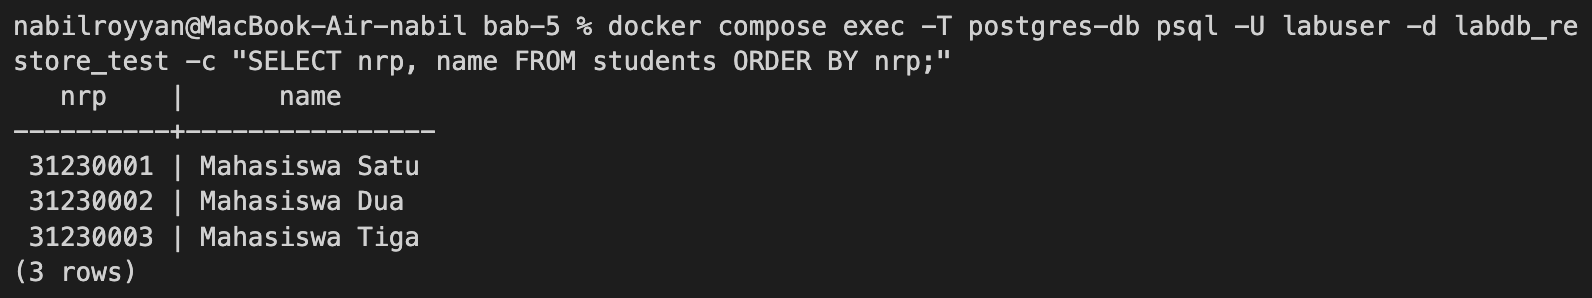 nabilroyyan@MacBook-Air-nabil bab-5 % docker compose exec -T postgres-db psql -U labuser -d labdb_re
store_test -c "SELECT nrp, name FROM students ORDER BY nrp;"
   nrp    |      name
----------+----------------
 31230001 | Mahasiswa Satu
 31230002 | Mahasiswa Dua
 31230003 | Mahasiswa Tiga
(3 rows)